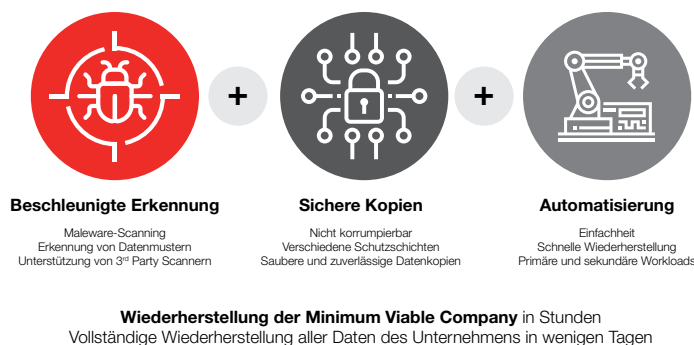 +
+
Beschleunigte Erkennung
Maleware-Scanning
Erkennung von Datenmustern
Unterstützung von 3rd Party Scannern
Sichere Kopien
Nicht korrumpierbar
Verschiedene Schutzschichten
Saubere und zuverlässige Datenkopien
Automatisierung
Einfachheit
Schnelle Wiederherstellung
Primäre und sekundäre Workloads
Wiederherstellung der Minimum Viable Company in Stunden
Vollständige Wiederherstellung aller Daten des Unternehmens in wenigen Tagen